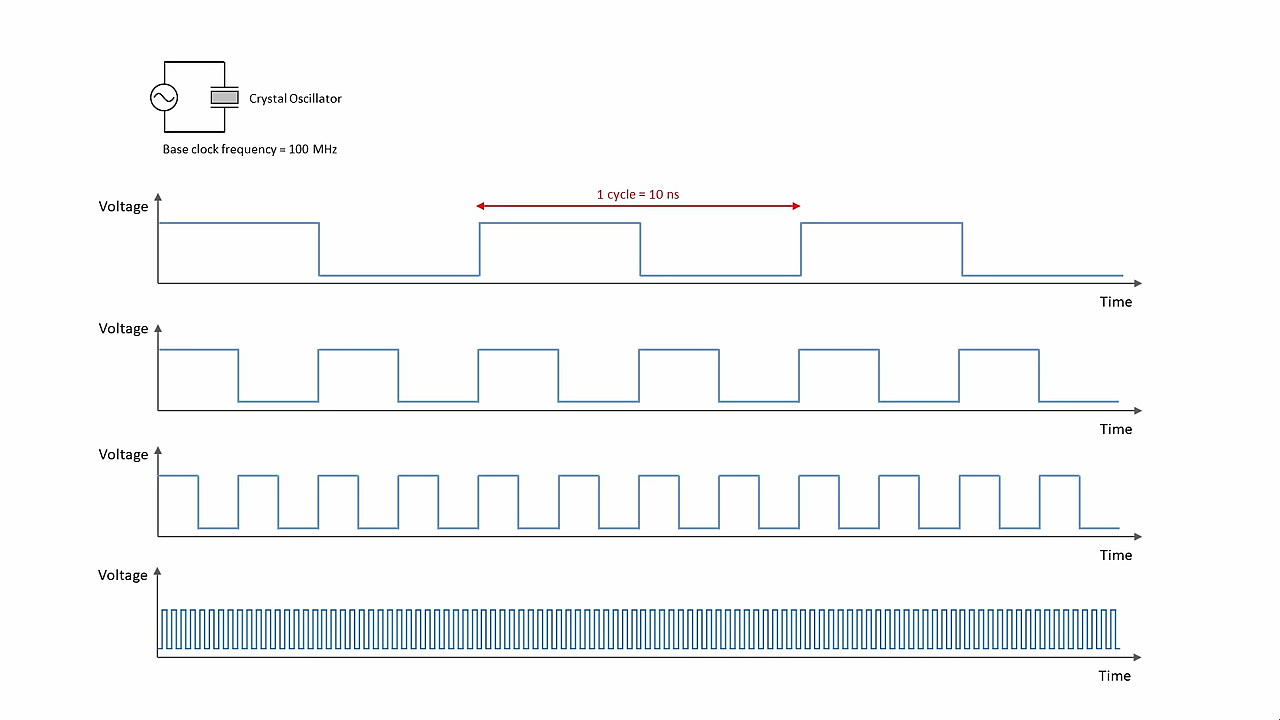 Crystal Oscillator
Base clock frequency = 100 MHz
1 cycle = 10 ns
Voltage
Time
Voltage
Time
Voltage
Time
Voltage
Time